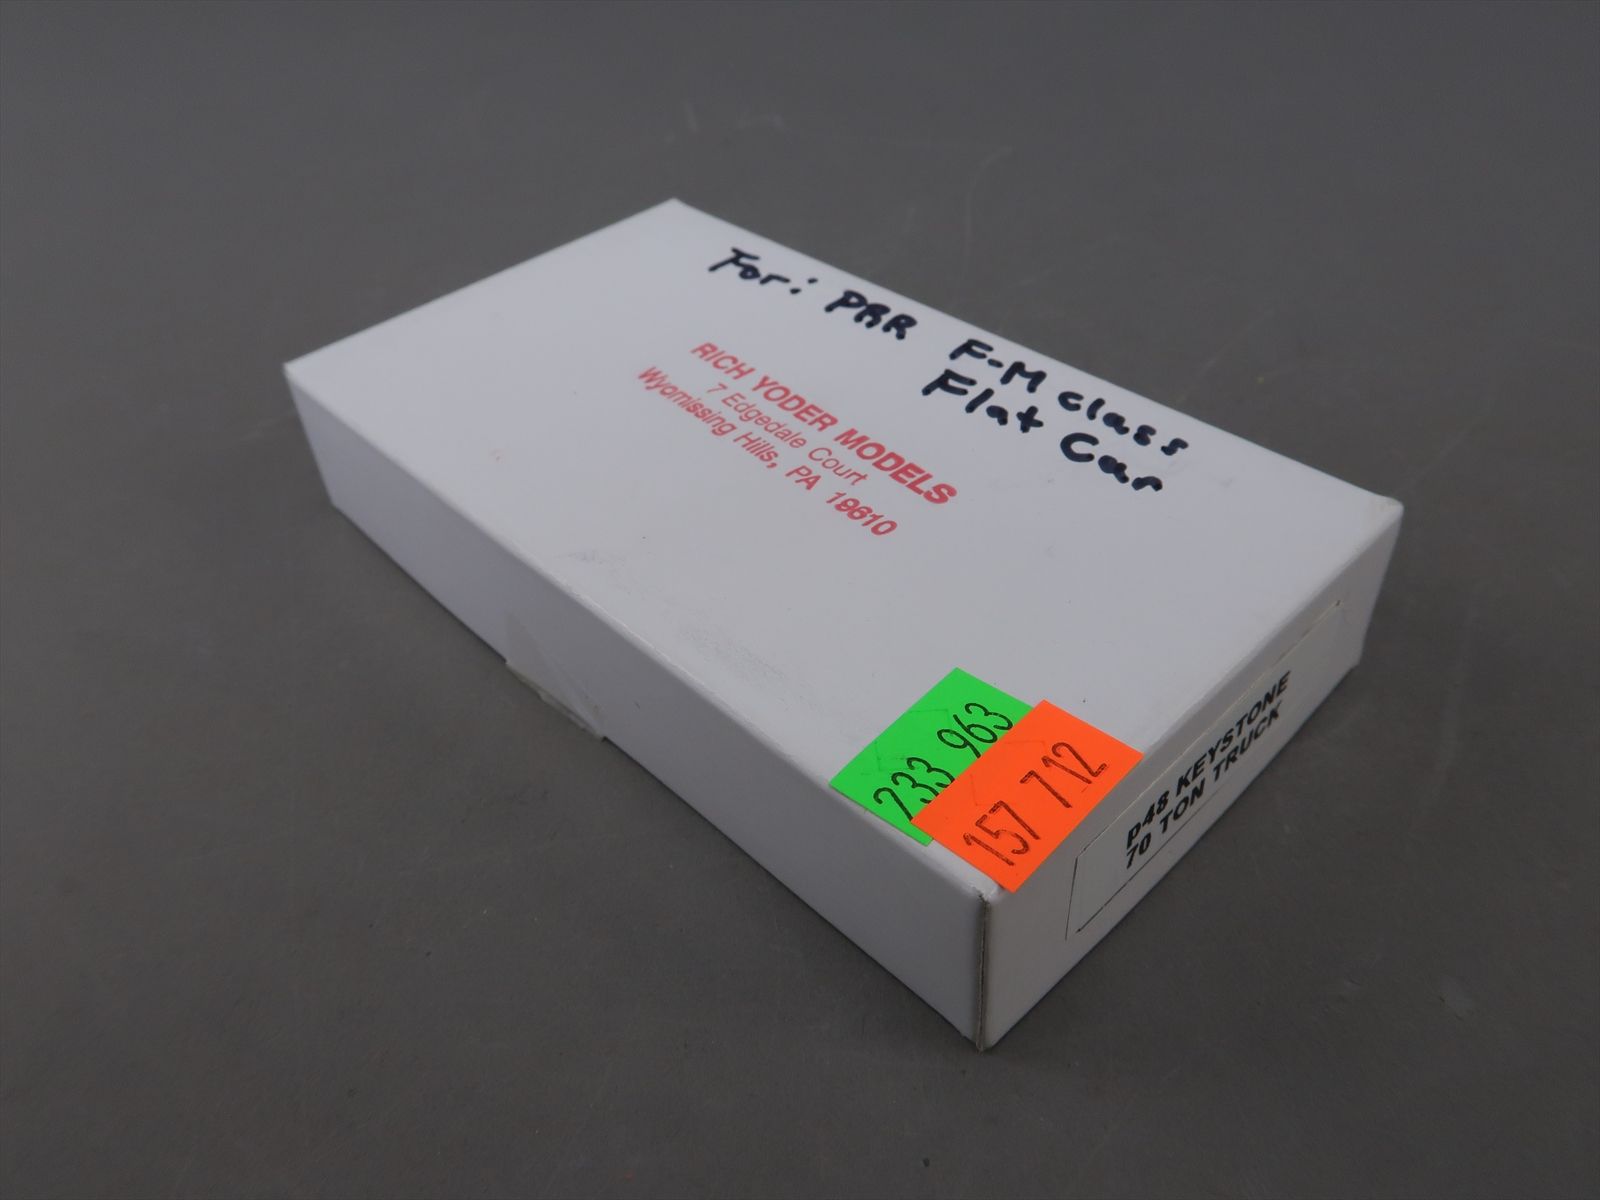 For: PRR F-M class
Flat Car
RICH YODER MODELS
7 Edgedale Court
Wyomissing Hills, PA 19610
233 963
157 712
P48 KEYSTONE
70 TON TRUCK